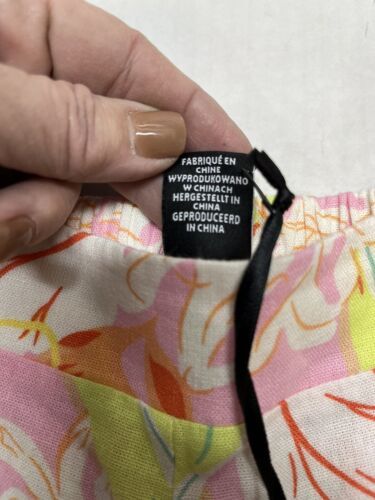 FABRIQUÉ EN
CHINE
WYPRODUKOWANO
W CHINACH
HERGESTELLT IN
CHINA
GEPRODUCEERD
IN CHINA